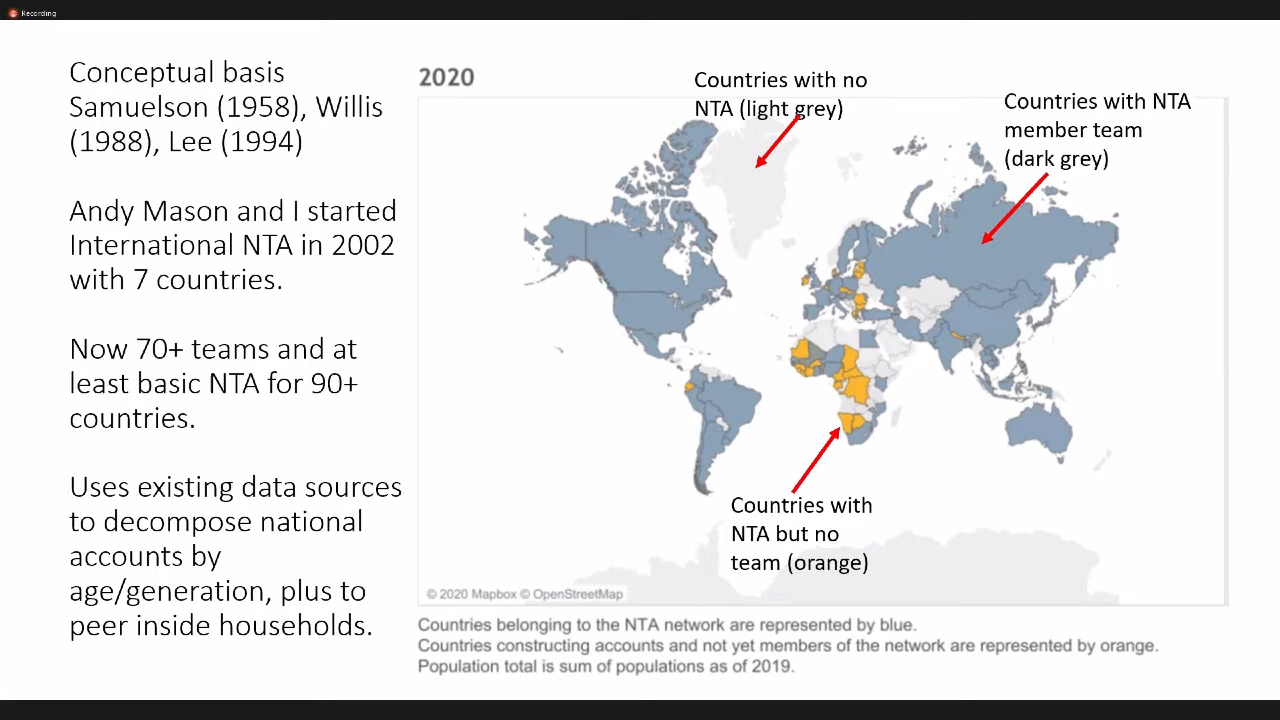 Recording
Conceptual basis
Samuelson (1958), Willis
(1988), Lee (1994)
Andy Mason and I started
International NTA in 2002
with 7 countries.
Now 70+ teams and at
least basic NTA for 90+
countries.
Uses existing data sources
to decompose national
accounts by
age/generation, plus to
peer inside households.
2020
Countries with no
NTA (light grey)
Countries with NTA
member team
(dark grey)
Countries with
NTA but no
team (orange)
© 2020 Mapbox © OpenStreetMap
Countries belonging to the NTA network are represented by blue.
Countries constructing accounts and not yet members of the network are represented by orange.
Population total is sum of populations as of 2019.